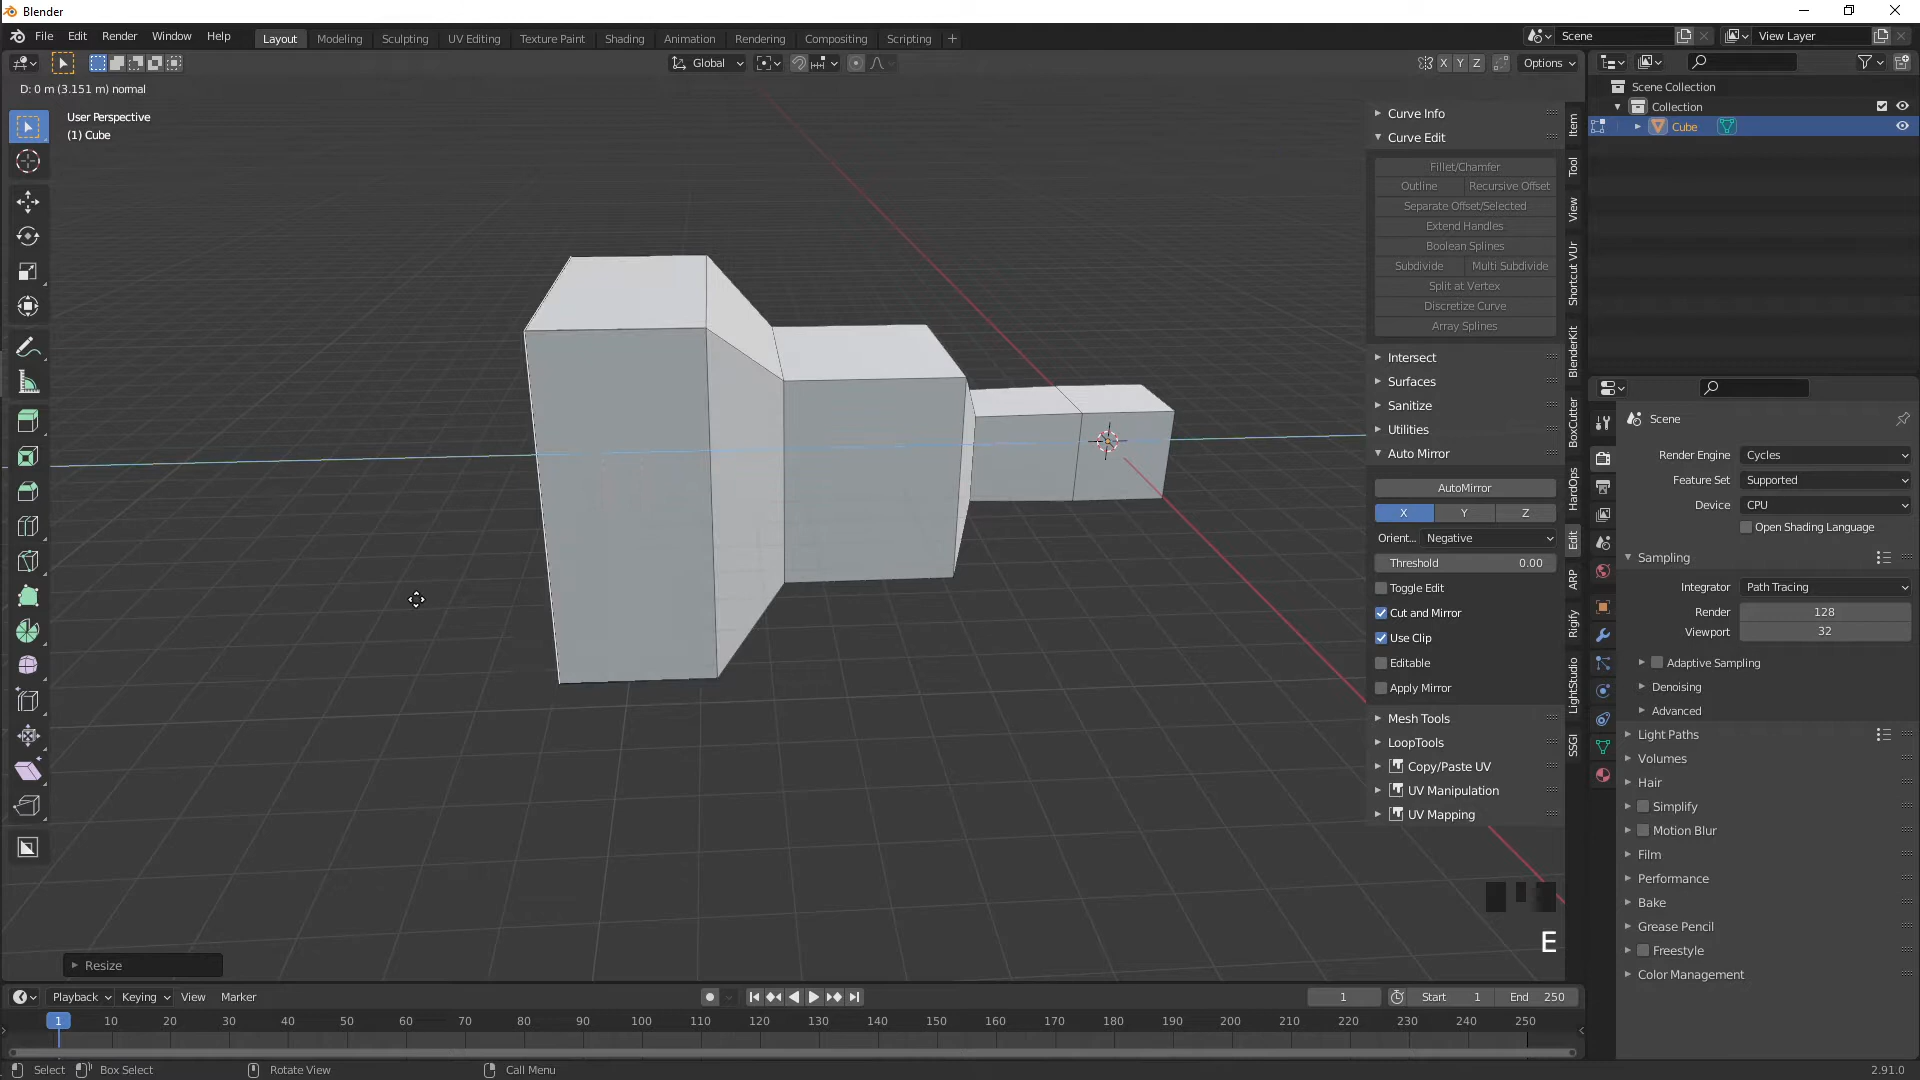 Blender
File Edit Render Window Help Layout Modeling Sculpting UV Editing Texture Paint Shading Animation Rendering Compositing Scripting + Scene View Layer
Global X Y Z Options
D: 0 m (3.151 m) normal
User Perspective
(1) Cube
Curve Info
Curve Edit
Fillet/Chamfer
Outline Recursive Offset
Separate Offset/Selected
Extend Handles
Boolean Splines
Subdivide Multi Subdivide
Split at Vertex
Discretize Curve
Array Splines
Intersect
Surfaces
Sanitize
Utilities
Auto Mirror
AutoMirror
X Y Z
Orient... Negative
Threshold 0.00
Toggle Edit
Cut and Mirror
Use Clip
Editable
Apply Mirror
Mesh Tools
LoopTools
Copy/Paste UV
UV Manipulation
UV Mapping
Item
Tool
View
Shortcut VUr
BlenderKit
BoxCutter
HardOps
Edit
ARP
Rigify
LightStudio
SSGI
E
Resize
Scene Collection
Collection
Cube
Scene
Render Engine Cycles
Feature Set Supported
Device CPU
Open Shading Language
Sampling
Integrator Path Tracing
Render 128
Viewport 32
Adaptive Sampling
Denoising
Advanced
Light Paths
Volumes
Hair
Simplify
Motion Blur
Film
Performance
Bake
Grease Pencil
Freestyle
Color Management
Playback Keying View Marker 1 Start 1 End 250
1 10 20 30 40 50 60 70 80 90 100 110 120 130 140 150 160 170 180 190 200 210 220 230 240 250
Select Box Select Rotate View Call Menu 2.91.0